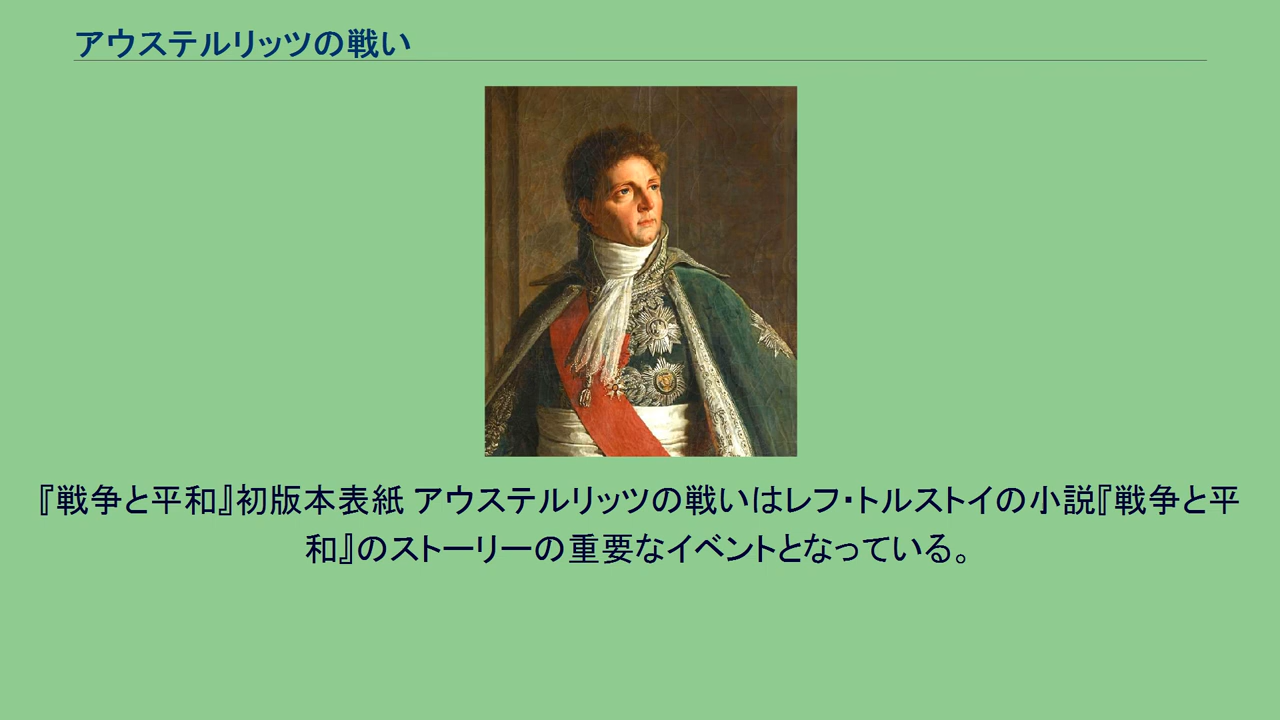 アウステルリッツの戦い
『戦争と平和』初版本表紙 アウステルリッツの戦いはレフ・トルストイの小説『戦争と平
和』のストーリーの重要なイベントとなっている。